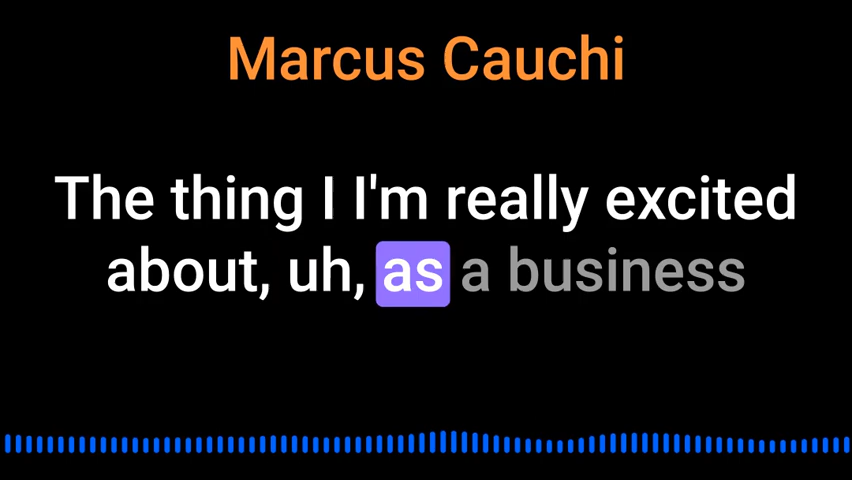 Marcus Cauchi
The thing I I'm really excited
about, uh, as a business